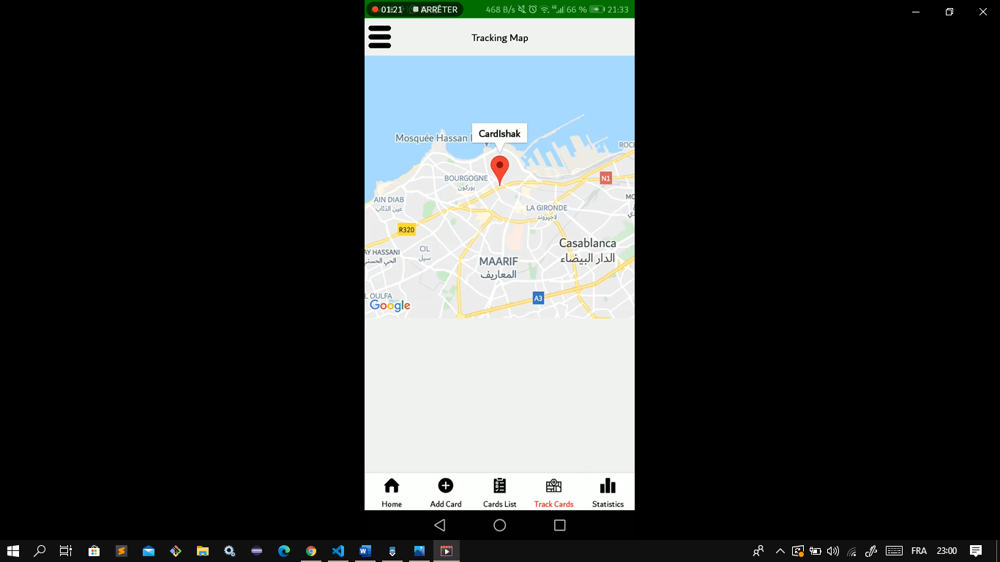 01:21 ARRÊTER 468 B/s 4G 66 % 21:33
Tracking Map
CardIshak
Mosquée Hassan
ROC
BOURGOGNE
بوركون
N1
AIN DIAB
عين الذئاب
MO
LA GIRONDE
لاجيروند
R320
Casablanca
الدار البيضاء
CIL
سيل
AY HASSANI
الحي الحسني
MAARIF
المعاريف
L OULFA
A3
Google
Home Add Card Cards List Track Cards Statistics
FRA 23:00